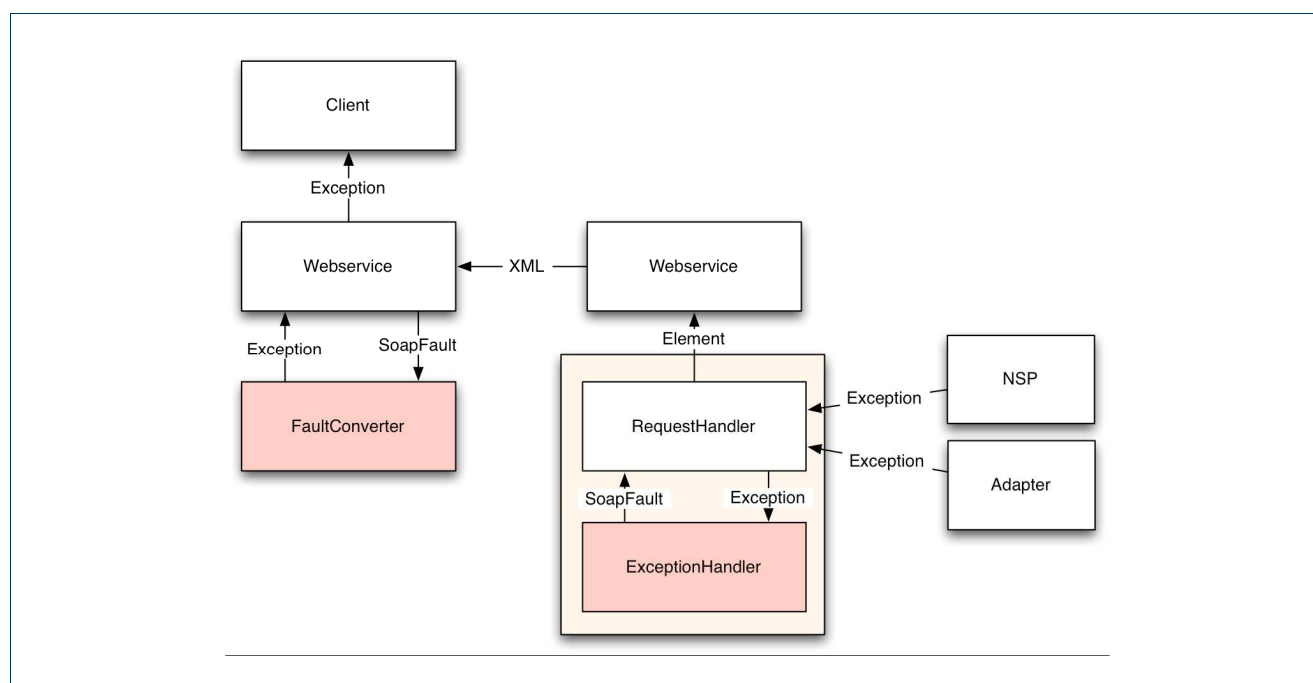 Client
Exception
Webservice
XML
Webservice
Exception
SoapFault
Element
FaultConverter
RequestHandler
Exception
NSP
Exception
Adapter
SoapFault
Exception
ExceptionHandler